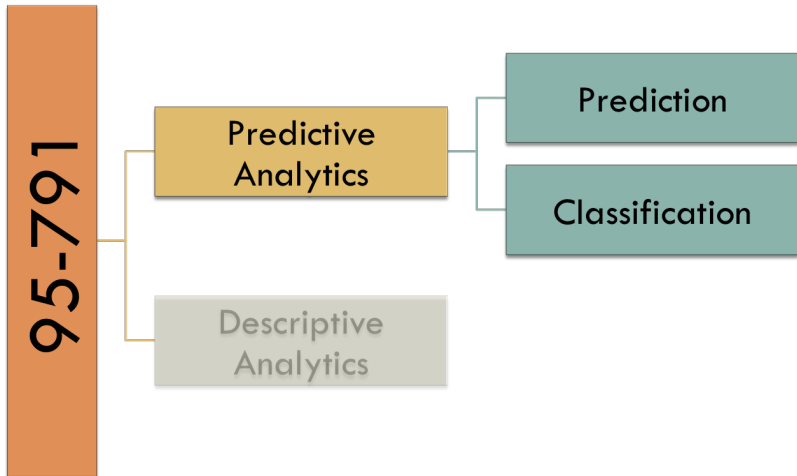 95-791
Predictive
Analytics
Prediction
Classification
Descriptive
Analytics